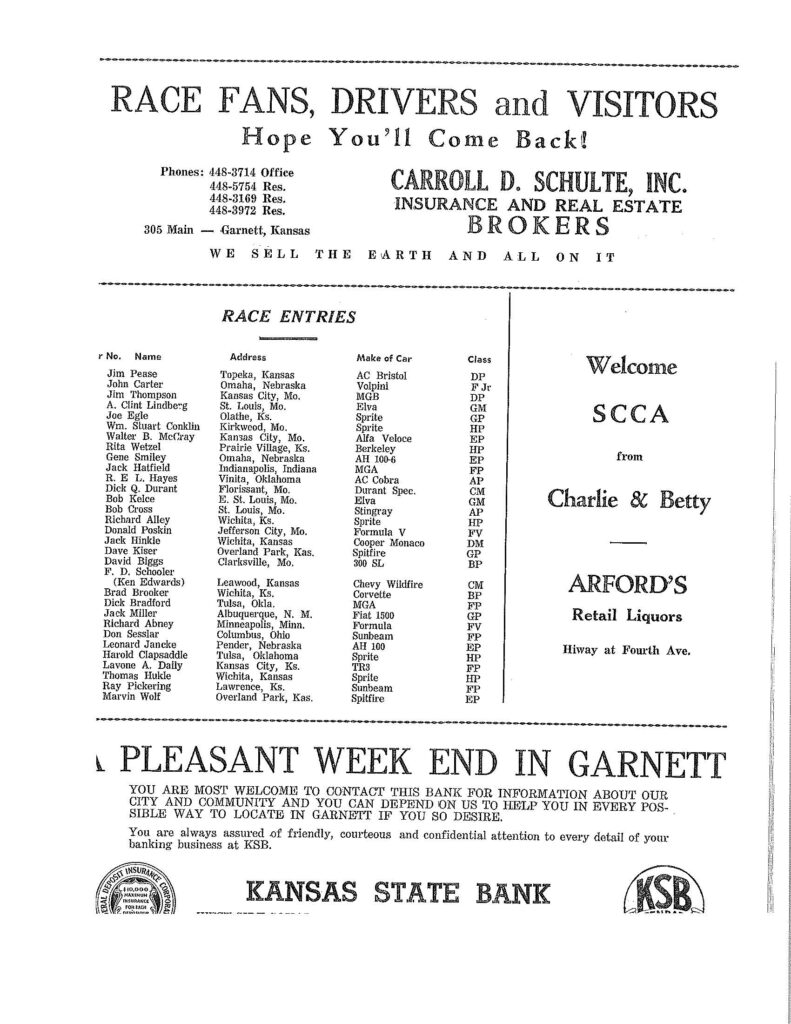 RACE FANS, DRIVERS and VISITORS
Hope You'll Come Back!
Phones: 448-3714 Office
448-5754 Res.
448-3169 Res.
448-3972 Res.
305 Main — Garnett, Kansas
CARROLL D. SCHULTE, INC.
INSURANCE AND REAL ESTATE
BROKERS
WE SELL THE EARTH AND ALL ON IT
RACE ENTRIES
r No. Name Address Make of Car Class
Jim Pease Topeka, Kansas AC Bristol DP
John Carter Omaha, Nebraska Volpini F Jr
Jim Thompson Kansas City, Mo. MGB DP
A. Clint Lindberg St. Louis, Mo. Elva GM
Joe Egle Olathe, Ks. Sprite GP
Wm. Stuart Conklin Kirkwood, Mo. Sprite HP
Walter B. McCray Kansas City, Mo. Alfa Veloce EP
Rita Wetzel Prairie Village, Ks. Berkeley HP
Gene Smiley Omaha, Nebraska AH 100-6 EP
Jack Hatfield Indianapolis, Indiana MGA FP
R. E. L. Hayes Vinita, Oklahoma AC Cobra AP
Dick Q. Durant Florissant, Mo. Durant Spec. CM
Bob Kelce E. St. Louis, Mo. Elva GM
Bob Cross St. Louis, Mo. Stingray AP
Richard Alley Wichita, Ks. Sprite HP
Donald Poskin Jefferson City, Mo. Formula V FV
Jack Hinkle Wichita, Kansas Cooper Monaco DM
Dave Kiser Overland Park, Kas. Spitfire GP
David Biggs Clarksville, Mo. 300 SL BP
F. D. Schooler
(Ken Edwards) Leawood, Kansas Chevy Wildfire CM
Brad Brooker Wichita, Ks. Corvette BP
Dick Bradford Tulsa, Okla. MGA FP
Jack Miller Albuquerque, N. M. Fiat 1500 GP
Richard Abney Minneapolis, Minn. Formula FV
Don Sesslar Columbus, Ohio Sunbeam FP
Leonard Jancke Pender, Nebraska AH 100 EP
Harold Clapsaddle Tulsa, Oklahoma Sprite HP
Lavone A. Daily Kansas City, Ks. TR3 FP
Thomas Hukle Wichita, Kansas Sprite HP
Ray Pickering Lawrence, Ks. Sunbeam FP
Marvin Wolf Overland Park, Kas. Spitfire EP
Welcome
SCCA
from
Charlie & Betty
ARFORD'S
Retail Liquors
Hiway at Fourth Ave.
A PLEASANT WEEK END IN GARNETT
YOU ARE MOST WELCOME TO CONTACT THIS BANK FOR INFORMATION ABOUT OUR
CITY AND COMMUNITY AND YOU CAN DEPEND ON US TO HELP YOU IN EVERY POS-
SIBLE WAY TO LOCATE IN GARNETT IF YOU SO DESIRE.
You are always assured of friendly, courteous and confidential attention to every detail of your
banking business at KSB.
DEPOSIT INSURANCE
$10,000
MAXIMUM
INSURANCE
FOR EACH
KANSAS STATE BANK
KSB